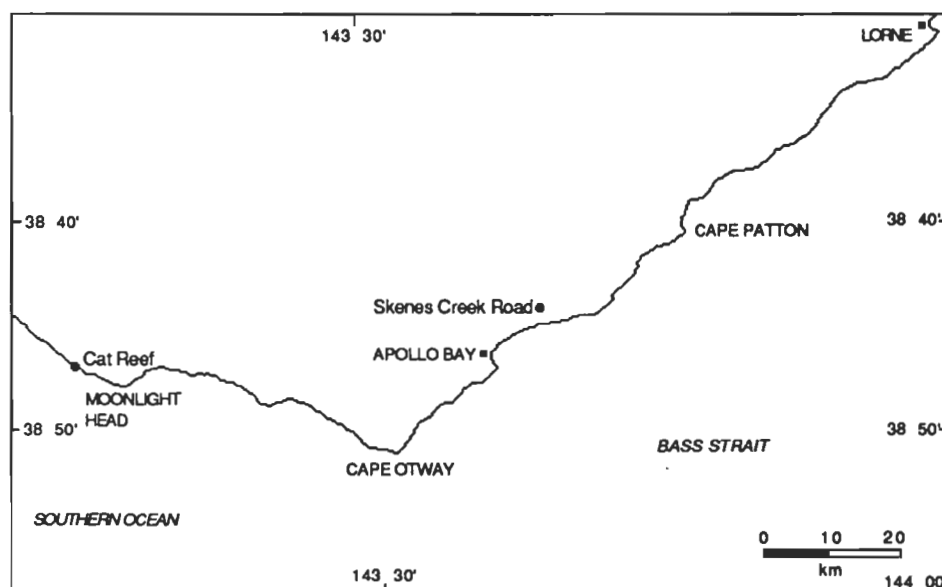 143 30'
LORNE
38 40'
38 40'
CAPE PATTON
Skenes Creek Road
APOLLO BAY
Cat Reef
MOONLIGHT
HEAD
38 50'
38 50'
BASS STRAIT
CAPE OTWAY
SOUTHERN OCEAN
0 10 20
km
143 30'
144 00'